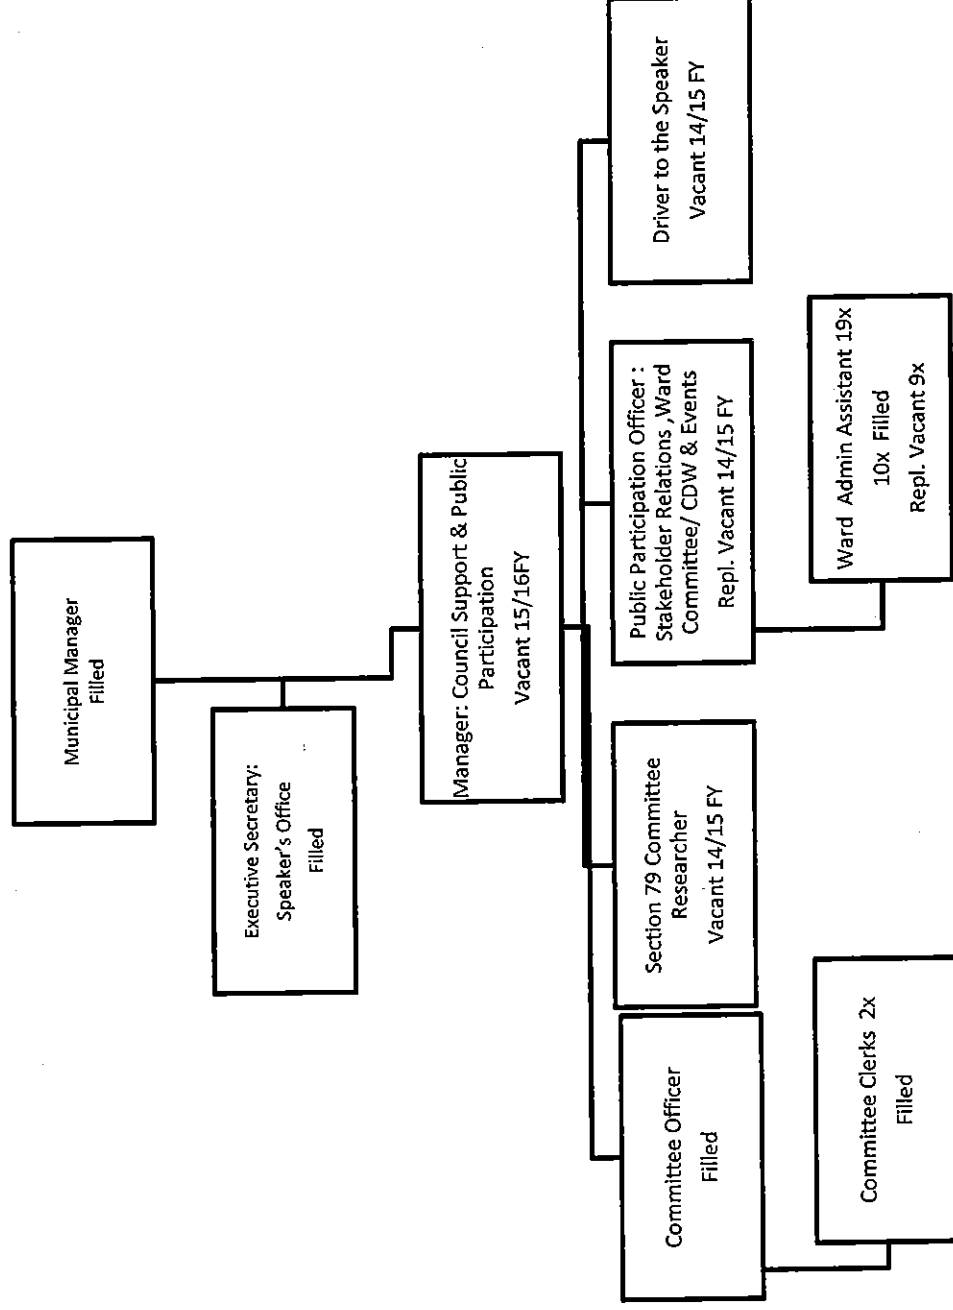 Municipal Manager
Filled
Executive Secretary:
Speaker's Office
Filled
Manager: Council Support & Public
Participation
Vacant 15/16FY
Committee Officer
Filled
Section 79 Committee
Researcher
Vacant 14/15 FY
Public Participation Officer :
Stakeholder Relations ,Ward
Committee/ CDW & Events
Repl. Vacant 14/15 FY
Driver to the Speaker
Vacant 14/15 FY
Committee Clerks 2x
Filled
Ward Admin Assistant 19x
10x Filled
Repl. Vacant 9x